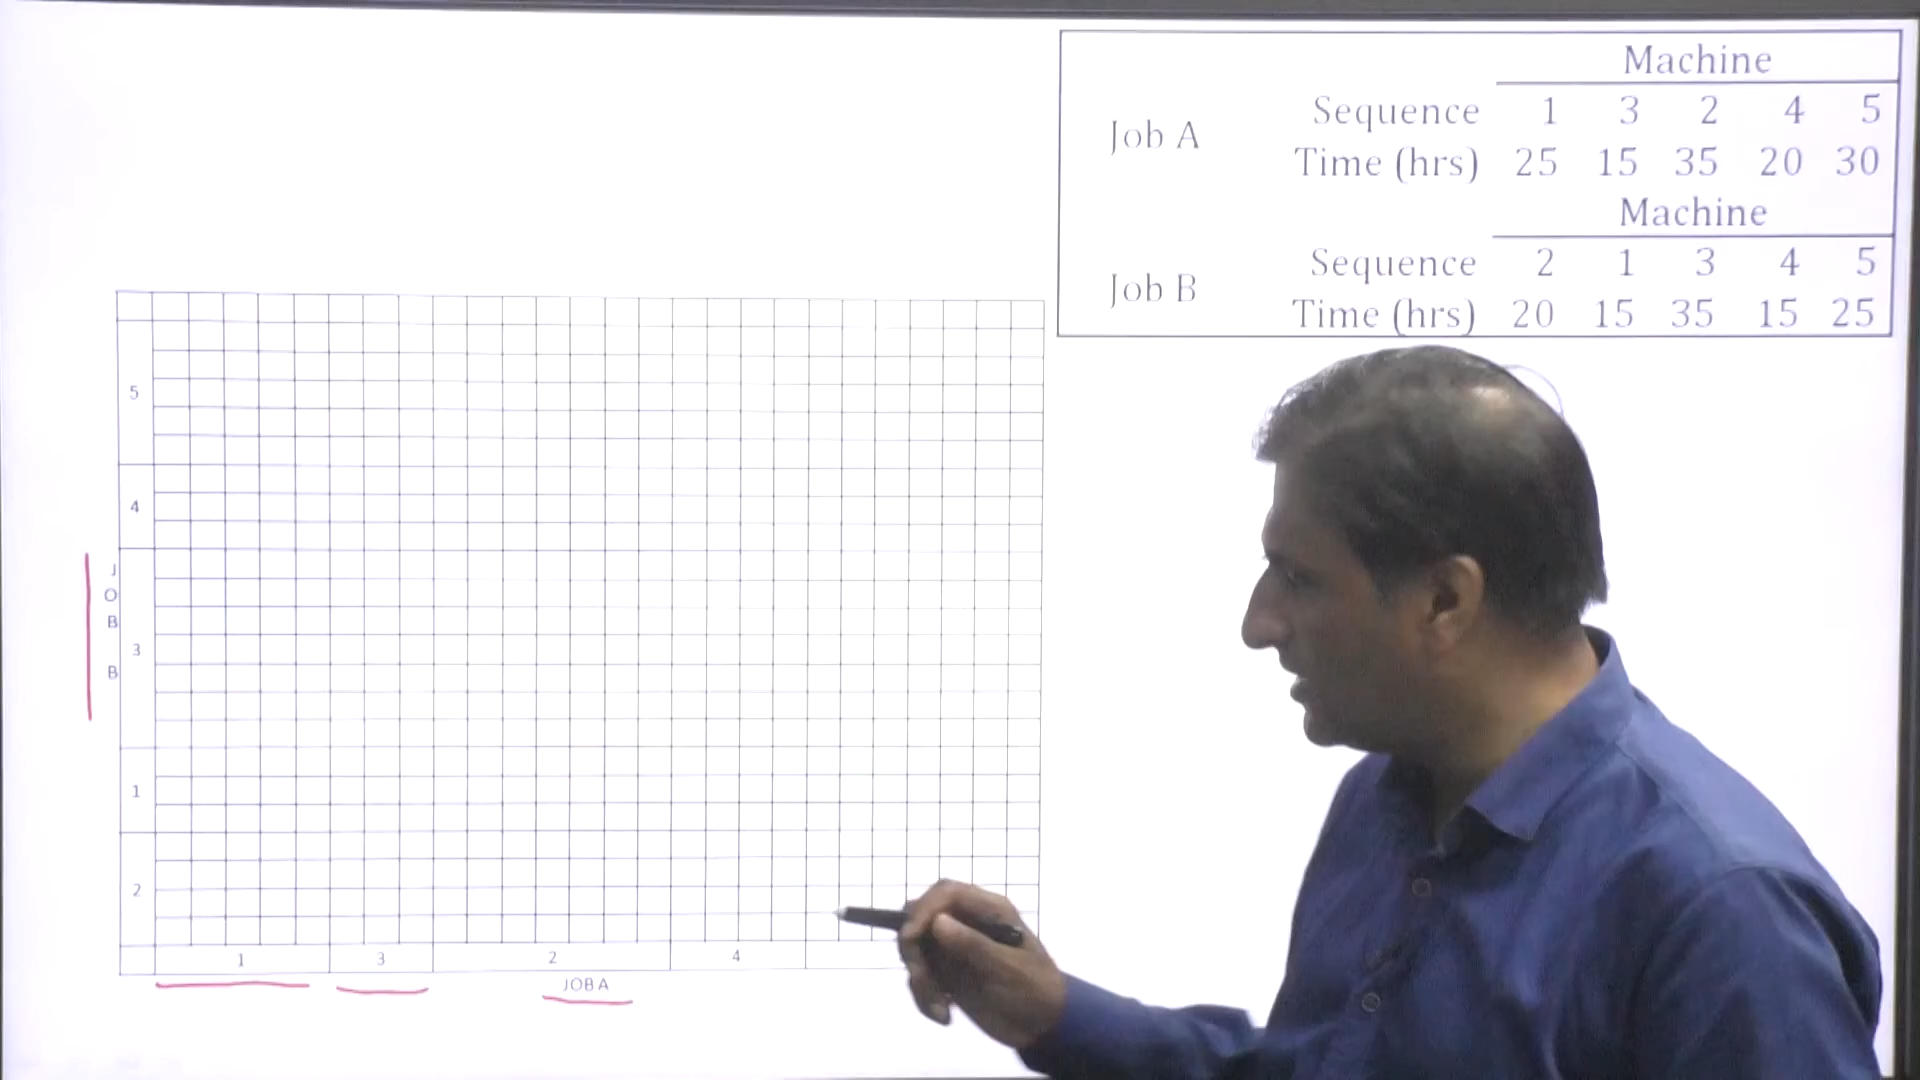 Machine
Job A
Sequence 1 3 2 4 5
Time (hrs) 25 15 35 20 30
Machine
Job B
Sequence 2 1 3 4 5
Time (hrs) 20 15 35 15 25
5
4
J
O
B
3
B
1
2
1 3 2 4
JOB A